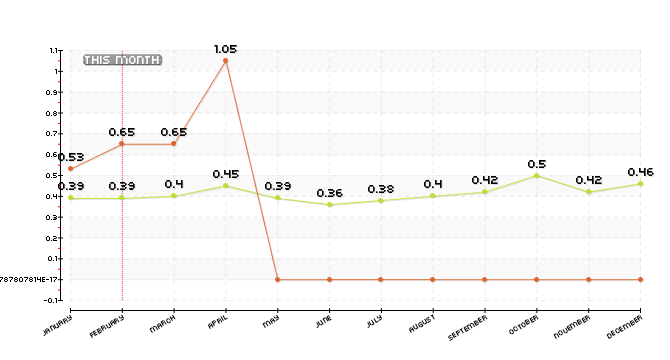 THIS MONTH
1.1
1
0.9
0.8
0.7
0.6
0.5
0.4
0.3
0.2
0.1
787807814E-17
-0.1
0.53
0.65
0.65
1.05
0.39
0.39
0.4
0.45
0.39
0.36
0.38
0.4
0.42
0.5
0.42
0.46
JANUARY
FEBRUARY
MARCH
APRIL
MAY
JUNE
JULY
AUGUST
SEPTEMBER
OCTOBER
NOVEMBER
DECEMBER